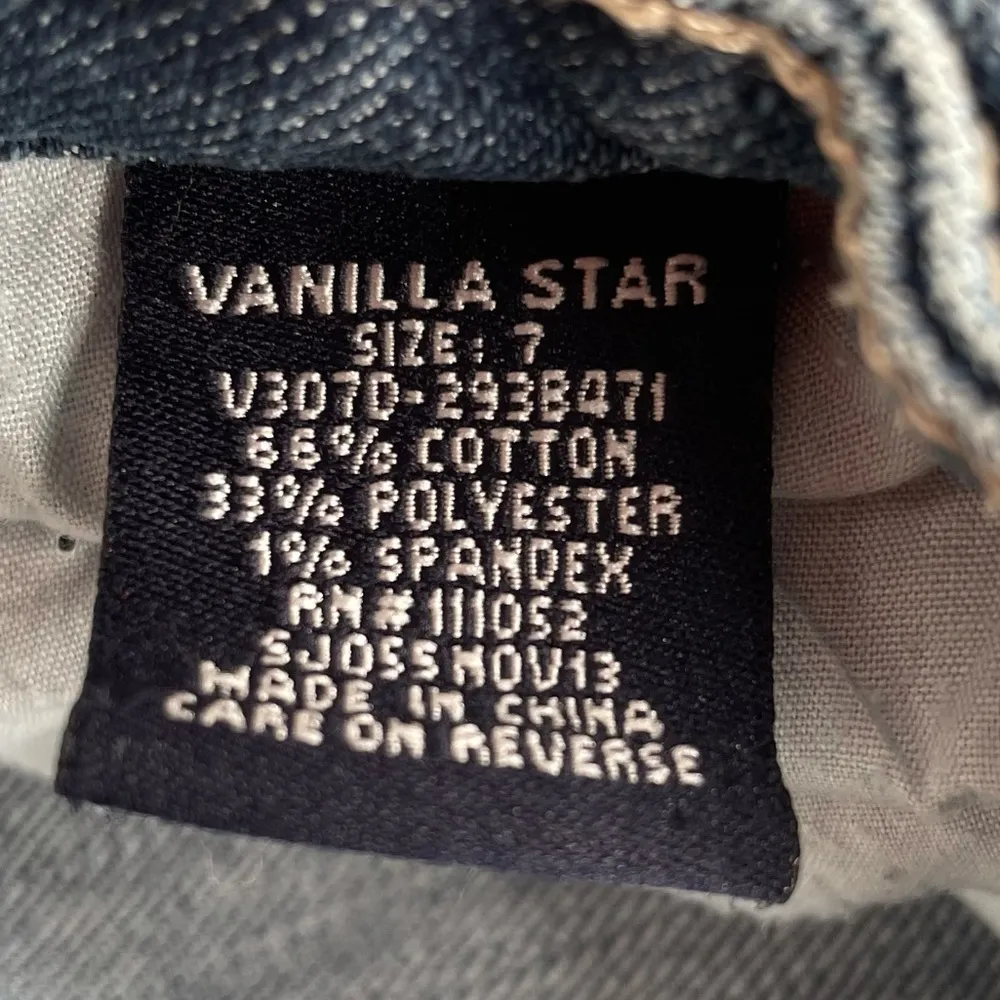 VANILLA STAR
SIZE: 7
V3070-293B471
66% COTTON
33% POLYESTER
1% SPANDEX
RN#111052
SJ055NOV13
MADE IN CHINA
CARE ON REVERSE